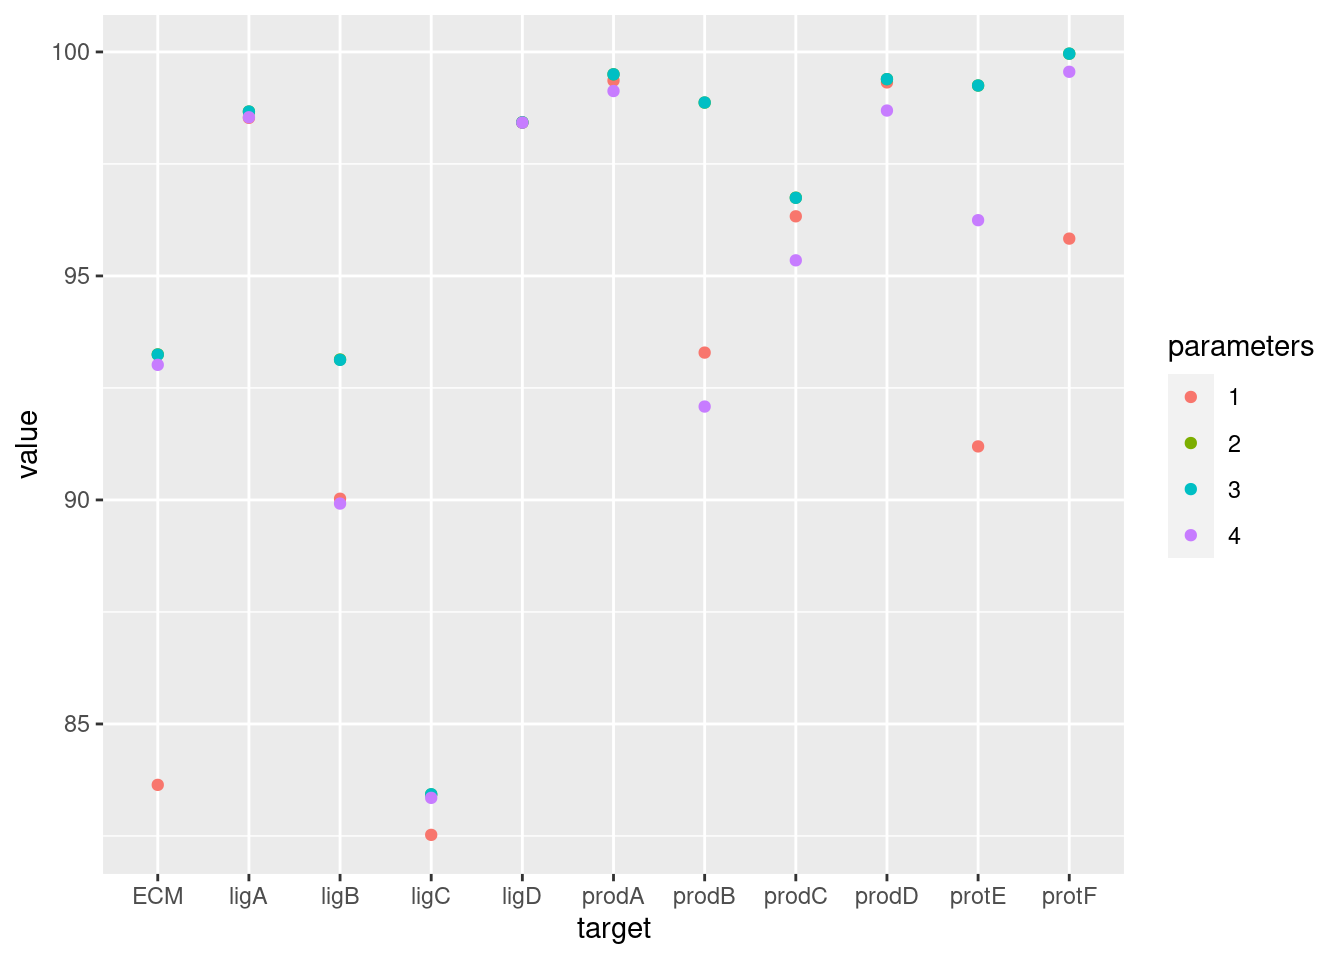 100
95
90
85
value
ECM ligA ligB ligC ligD prodA prodB prodC prodD protE protF
target
parameters
1
2
3
4